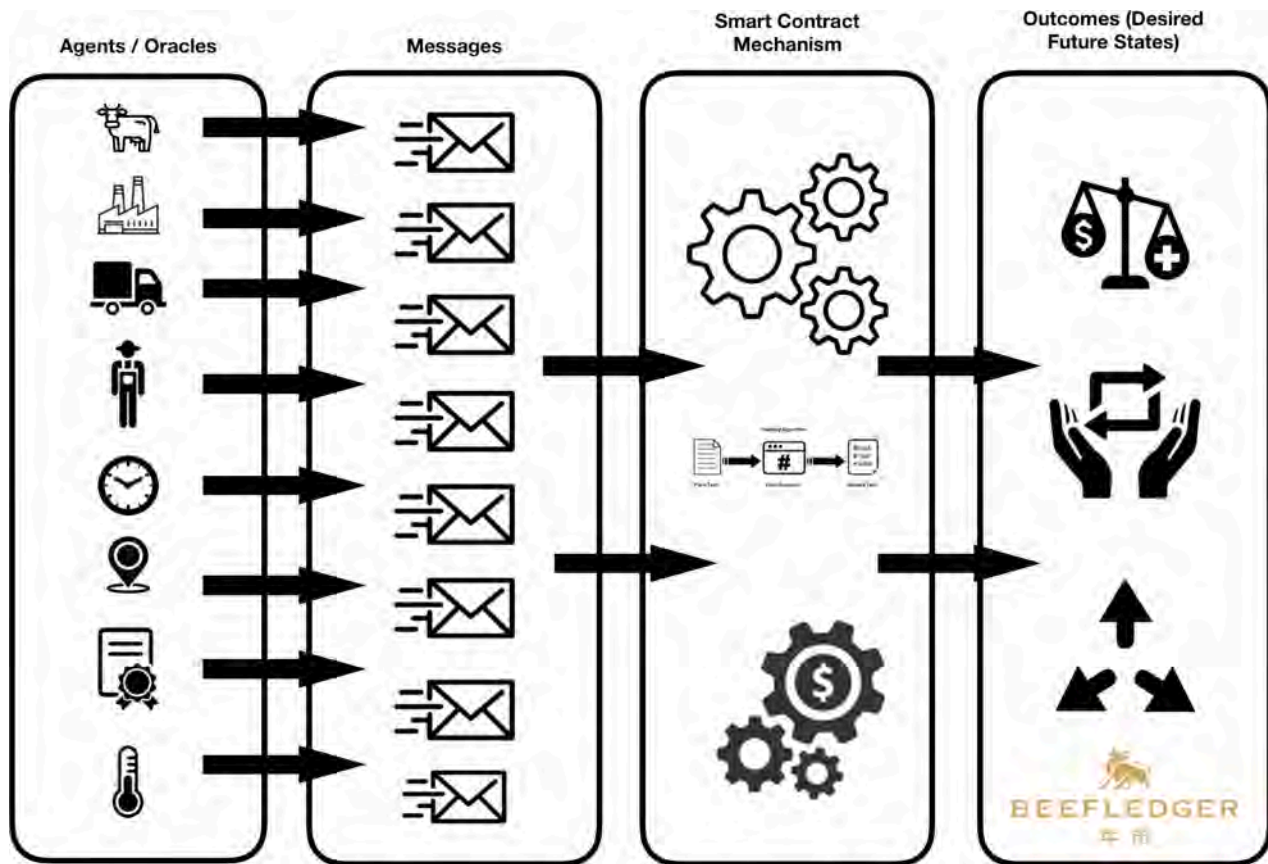 Agents / Oracles
Messages
Smart Contract
Mechanism
Outcomes (Desired
Future States)
$
#
$
BEEFLEDGER